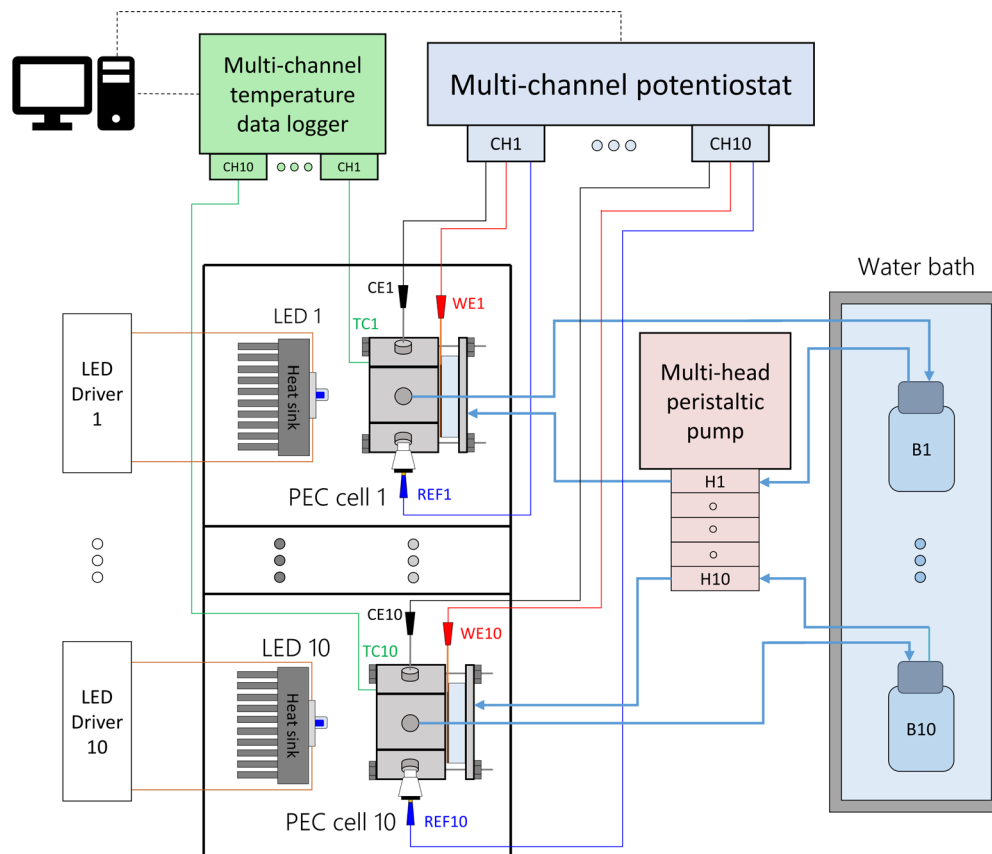 Multi-channel
temperature
data logger
CH10
CH1
Multi-channel potentiostat
CH1
CH10
Water bath
CE1
WE1
LED 1
TC1
LED
Driver
1
Heat sink
Multi-head
peristaltic
pump
B1
H1
PEC cell 1
REF1
H10
CE10
WE10
LED 10
TC10
LED
Driver
10
Heat sink
B10
PEC cell 10
REF10